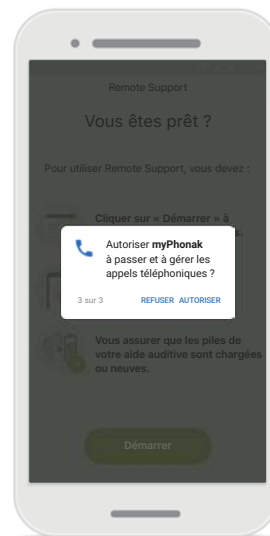 Remote Support
Vous êtes prêt ?
Pour utiliser Remote Support, vous devez :
Cliquer sur « Démarrer » à
Autoriser myPhonak
à passer et à gérer les
appels téléphoniques ?
3 sur 3 REFUSER AUTORISER
Vous assurer que les piles de
votre aide auditive sont chargées
ou neuves.
Démarrer